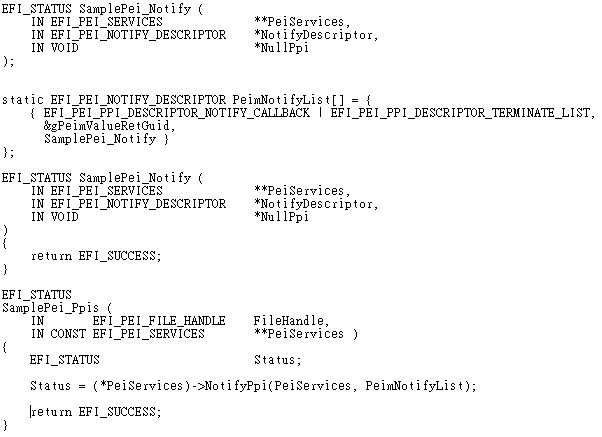 EFI_STATUS SamplePei_Notify (
    IN EFI_PEI_SERVICES            **PeiServices,
    IN EFI_PEI_NOTIFY_DESCRIPTOR   *NotifyDescriptor,
    IN VOID                        *NullPpi
);
static EFI_PEI_NOTIFY_DESCRIPTOR PeimNotifyList[] = {
    { EFI_PEI_PPI_DESCRIPTOR_NOTIFY_CALLBACK | EFI_PEI_PPI_DESCRIPTOR_TERMINATE_LIST,
      &gPeimValueRetGuid,
      SamplePei_Notify }
};
EFI_STATUS SamplePei_Notify (
    IN EFI_PEI_SERVICES            **PeiServices,
    IN EFI_PEI_NOTIFY_DESCRIPTOR   *NotifyDescriptor,
    IN VOID                        *NullPpi
)
{
    return EFI_SUCCESS;
}
EFI_STATUS
SamplePei_Ppis (
    IN       EFI_PEI_FILE_HANDLE   FileHandle,
    IN CONST EFI_PEI_SERVICES      **PeiServices )
{
    EFI_STATUS                     Status;
    Status = (*PeiServices)->NotifyPpi(PeiServices, PeimNotifyList);
    return EFI_SUCCESS;
}